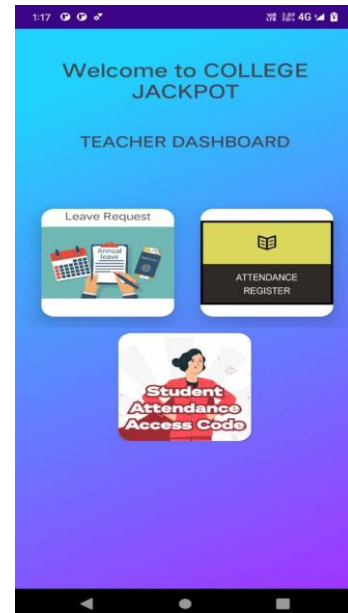 1:17
4G
Welcome to COLLEGE
JACKPOT
TEACHER DASHBOARD
Leave Request
Annual
leave
ATTENDANCE
REGISTER
Student
Attendance
Access Code